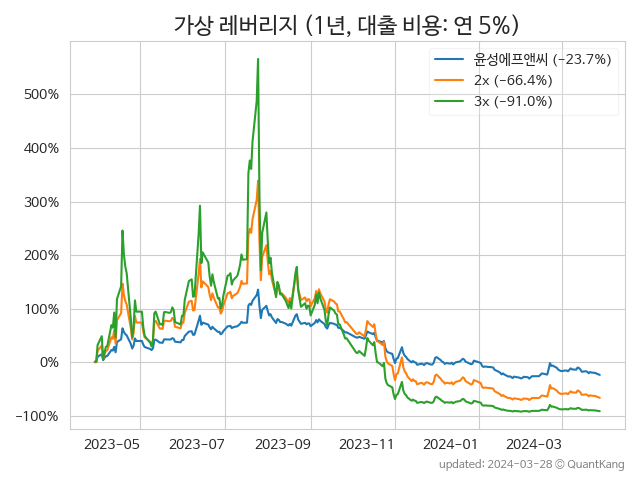 가상 레버리지 (1년, 대출 비용: 연 5%)
윤성에프앤씨 (−23.7%)
2x (−66.4%)
3x (−91.0%)
500%
400%
300%
200%
100%
0%
−100%
2023-05
2023-07
2023-09
2023-11
2024-01
2024-03
updated: 2024-03-28 © QuantKang